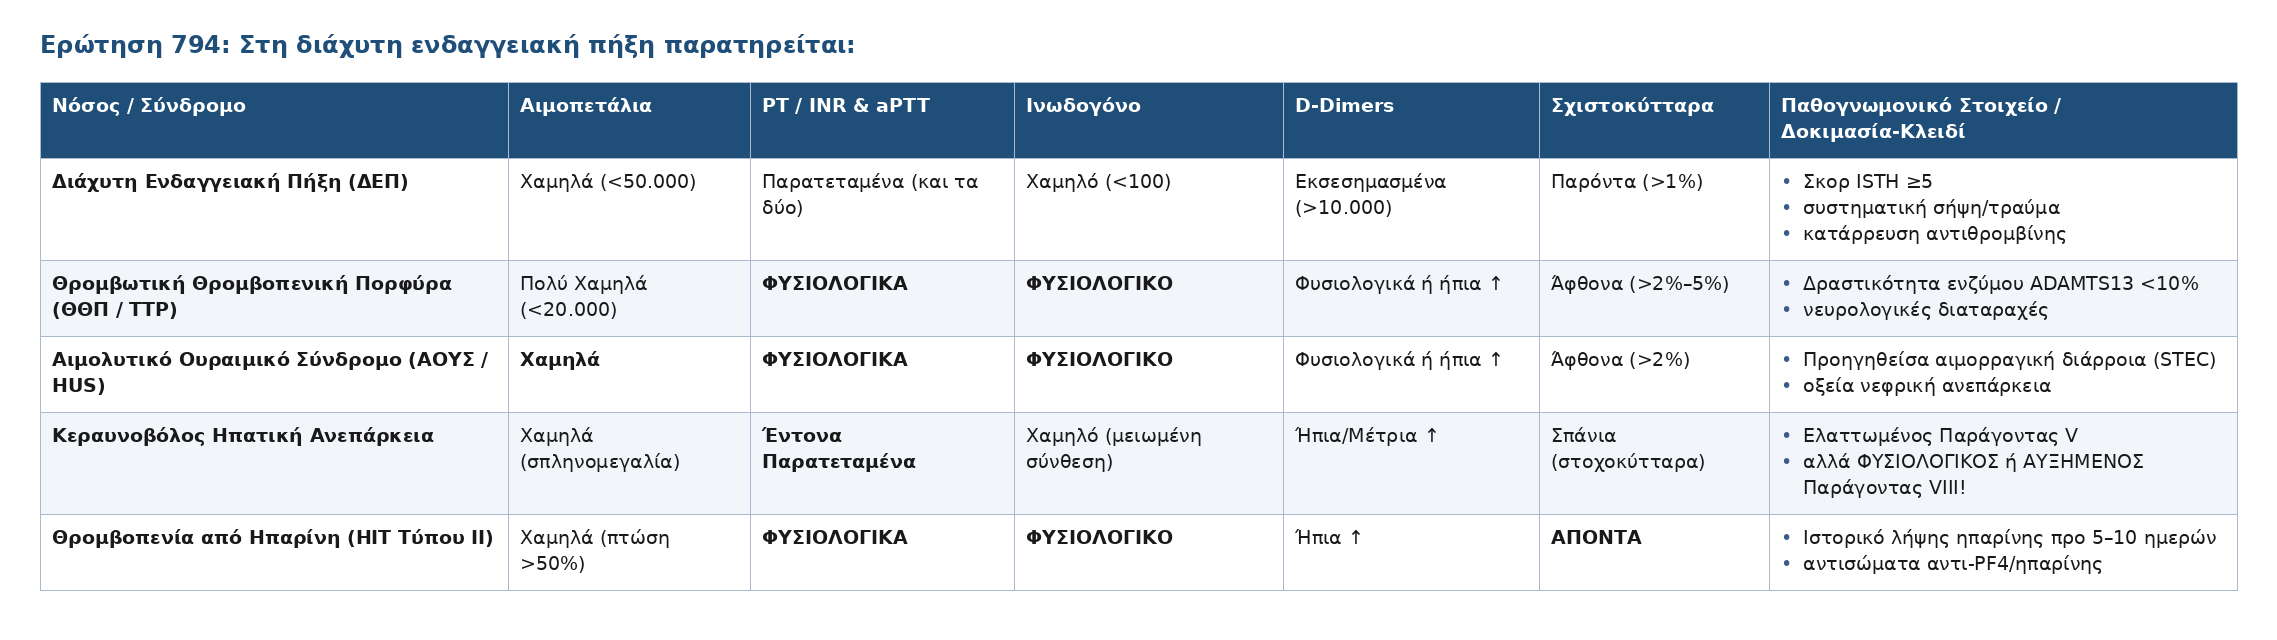 Ερώτηση 794: Στη διάχυτη ενδαγγειακή πήξη παρατηρείται:
Νόσος / Σύνδρομο
Αιμοπετάλια
PT / INR & aPTT
Ινωδογόνο
D-Dimers
Σχιστοκύτταρα
Παθογνωμονικό Στοιχείο /
Δοκιμασία-Κλειδί
Διάχυτη Ενδαγγειακή Πήξη (ΔΕΠ)
Χαμηλά (<50.000)
Παρατεταμένα (και τα
δύο)
Χαμηλό (<100)
Εκσεσημασμένα
(>10.000)
Παρόντα (>1%)
• Σκορ ISTH ≥5
• συστηματική σήψη/τραύμα
• κατάρρευση αντιθρομβίνης
Θρομβωτική Θρομβοπενική Πορφύρα
(ΘΘΠ / TTP)
Πολύ Χαμηλά
(<20.000)
ΦΥΣΙΟΛΟΓΙΚΑ
ΦΥΣΙΟΛΟΓΙΚΟ
Φυσιολογικά ή ήπια ↑
Άφθονα (>2%–5%)
• Δραστικότητα ενζύμου ADAMTS13 <10%
• νευρολογικές διαταραχές
Αιμολυτικό Ουραιμικό Σύνδρομο (ΑΟΥΣ /
HUS)
Χαμηλά
ΦΥΣΙΟΛΟΓΙΚΑ
ΦΥΣΙΟΛΟΓΙΚΟ
Φυσιολογικά ή ήπια ↑
Άφθονα (>2%)
• Προηγηθείσα αιμορραγική διάρροια (STEC)
• οξεία νεφρική ανεπάρκεια
Κεραυνοβόλος Ηπατική Ανεπάρκεια
Χαμηλά
(σπληνομεγαλία)
Έντονα
Παρατεταμένα
Χαμηλό (μειωμένη
σύνθεση)
Ήπια/Μέτρια ↑
Σπάνια
(στοχοκύτταρα)
• Ελαττωμένος Παράγοντας V
• αλλά ΦΥΣΙΟΛΟΓΙΚΟΣ ή ΑΥΞΗΜΕΝΟΣ
Παράγοντας VIII!
Θρομβοπενία από Ηπαρίνη (HIT Τύπου II)
Χαμηλά (πτώση
>50%)
ΦΥΣΙΟΛΟΓΙΚΑ
ΦΥΣΙΟΛΟΓΙΚΟ
Ήπια ↑
ΑΠΟΝΤΑ
• Ιστορικό λήψης ηπαρίνης προ 5–10 ημερών
• αντισώματα αντι-PF4/ηπαρίνης